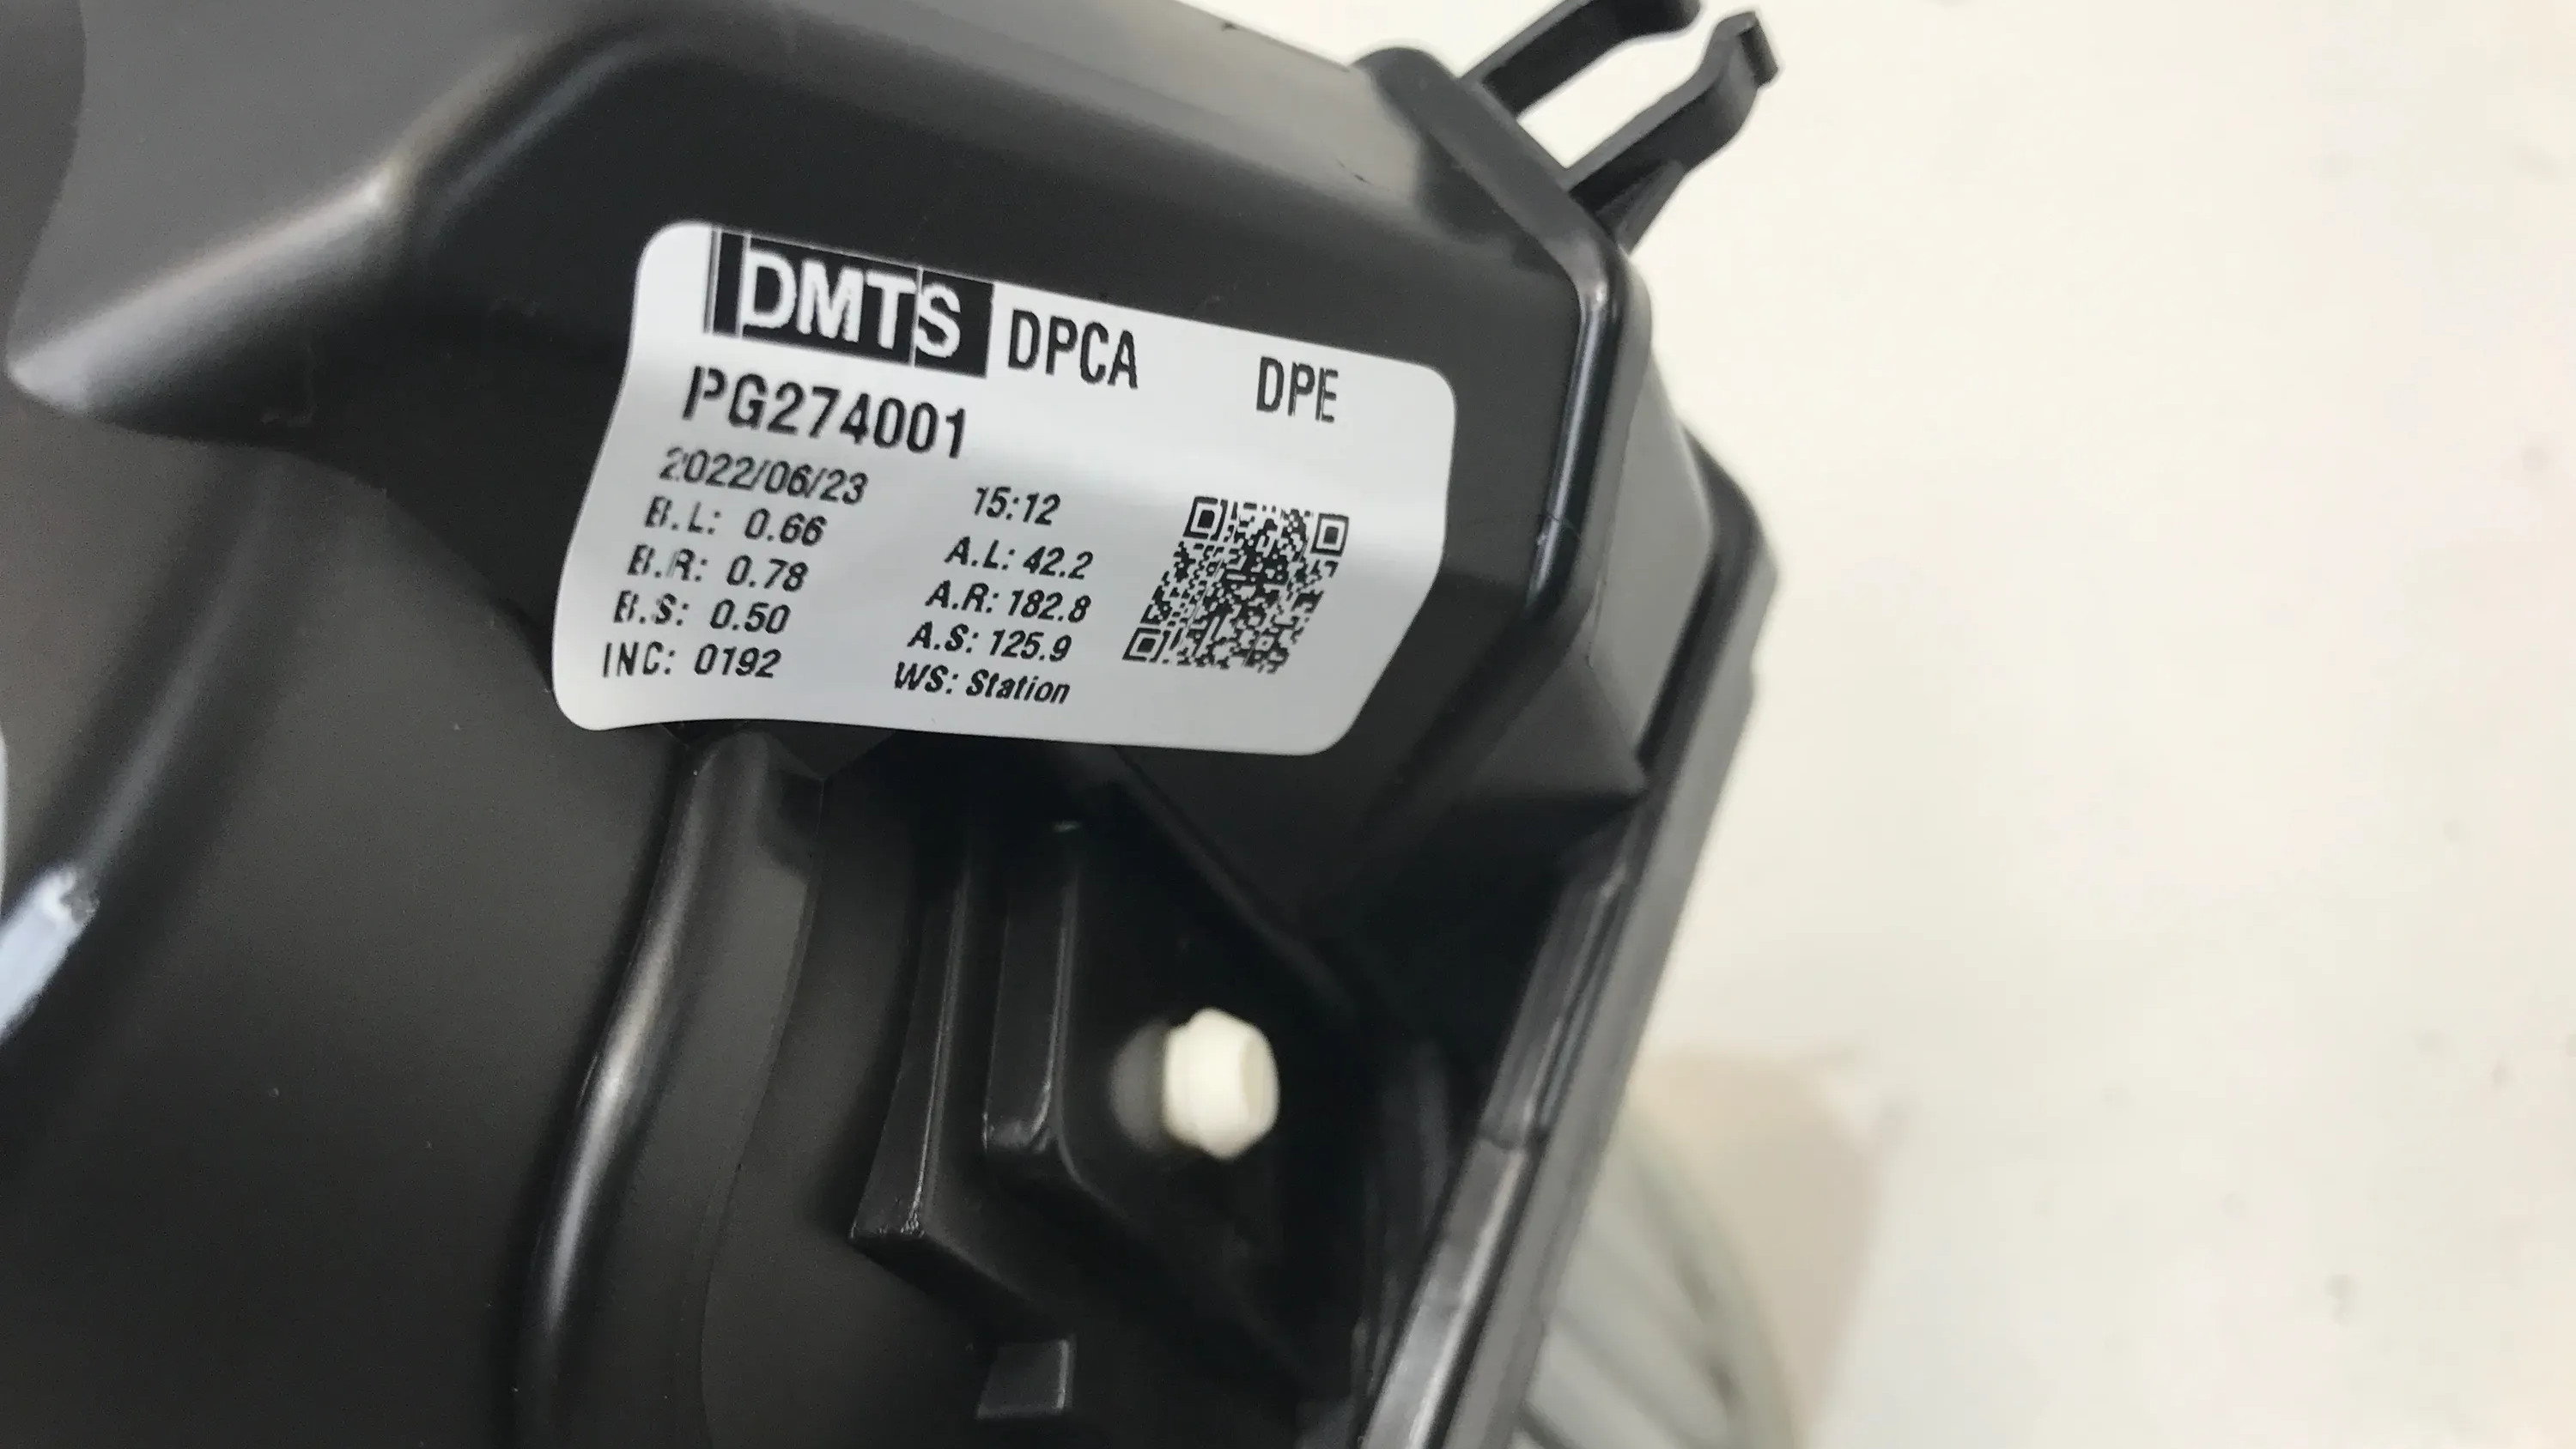 DMTS DPCA DPE
PG274001
2022/06/23 15:12
B.L: 0.66 A.L: 42.2
B.R: 0.78 A.R: 182.8
B.S: 0.50 A.S: 125.9
INC: 0192 WS: Station